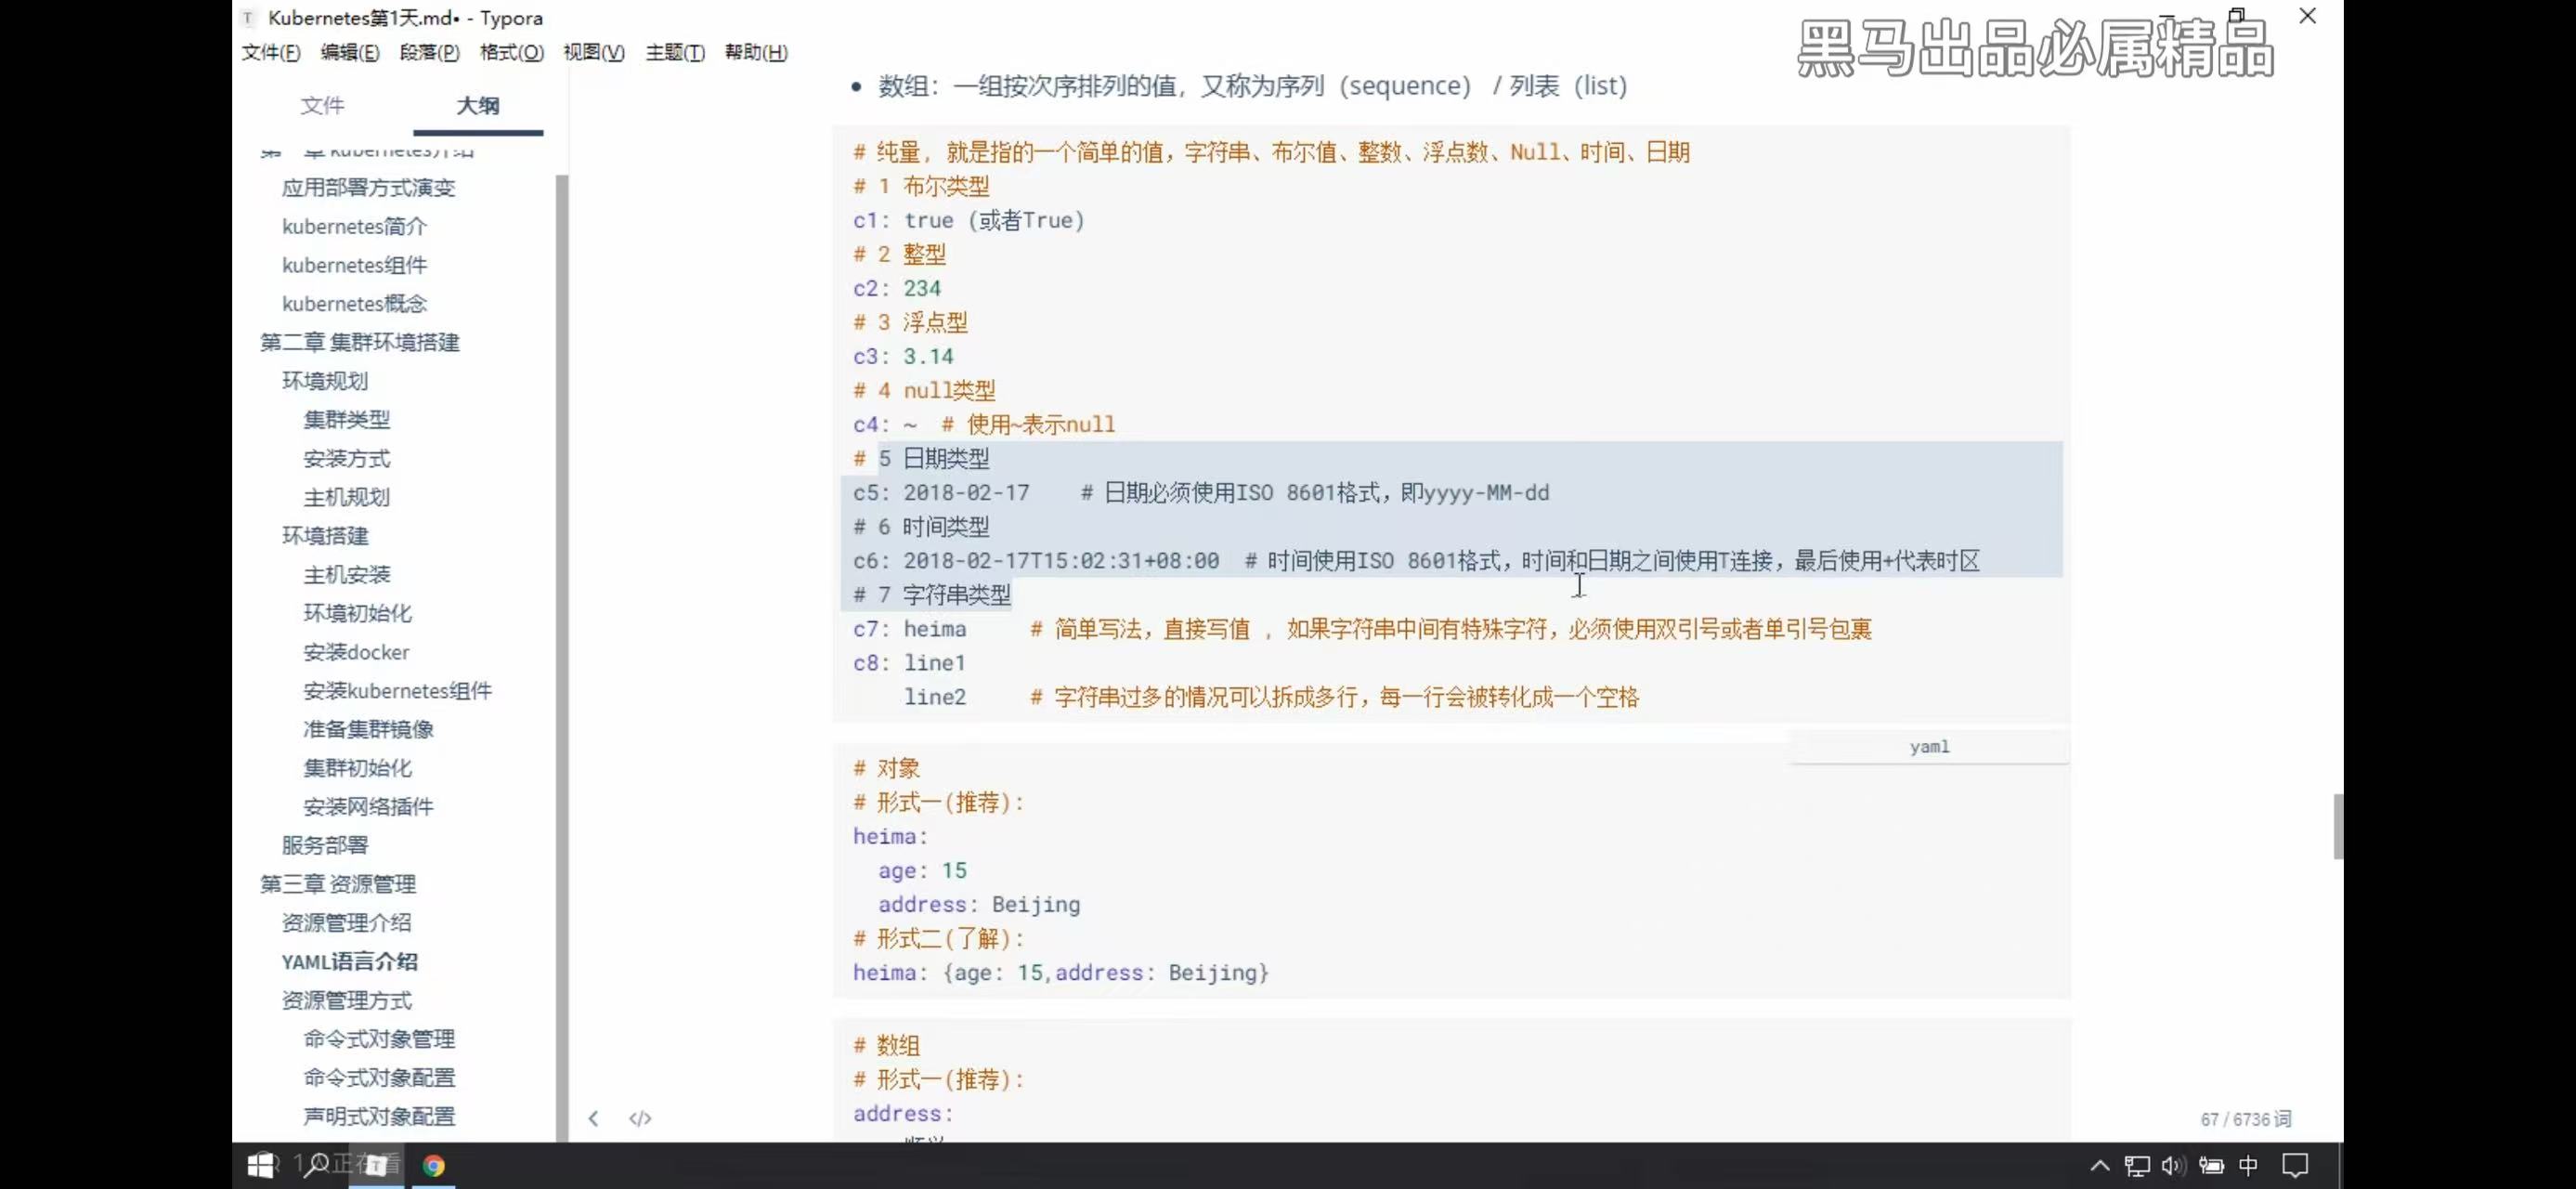 Kubernetes第1天.md• - Typora
黑马出品必属精品
文件(F) 编辑(E) 段落(P) 格式(O) 视图(V) 主题(T) 帮助(H)
文件 大纲
应用部署方式演变
kubernetes简介
kubernetes组件
kubernetes概念
第二章 集群环境搭建
环境规划
集群类型
安装方式
主机规划
环境搭建
主机安装
环境初始化
安装docker
安装kubernetes组件
准备集群镜像
集群初始化
安装网络插件
服务部署
第三章 资源管理
资源管理介绍
YAML语言介绍
资源管理方式
命令式对象管理
命令式对象配置
声明式对象配置
• 数组：一组按次序排列的值，又称为序列（sequence） / 列表（list）
# 纯量, 就是指的一个简单的值，字符串、布尔值、整数、浮点数、Null、时间、日期
# 1 布尔类型
c1: true (或者True)
# 2 整型
c2: 234
# 3 浮点型
c3: 3.14
# 4 null类型
c4: ~  # 使用~表示null
# 5 日期类型
c5: 2018-02-17    # 日期必须使用ISO 8601格式，即yyyy-MM-dd
# 6 时间类型
c6: 2018-02-17T15:02:31+08:00  # 时间使用ISO 8601格式，时间和日期之间使用T连接，最后使用+代表时区
# 7 字符串类型
c7: heima     # 简单写法，直接写值 , 如果字符串中间有特殊字符，必须使用双引号或者单引号包裹
c8: line1
    line2     # 字符串过多的情况可以拆成多行，每一行会被转化成一个空格
yaml
# 对象
# 形式一(推荐):
heima:
  age: 15
  address: Beijing
# 形式二(了解):
heima: {age: 15,address: Beijing}
# 数组
# 形式一(推荐):
address:
67 / 6736 词
中